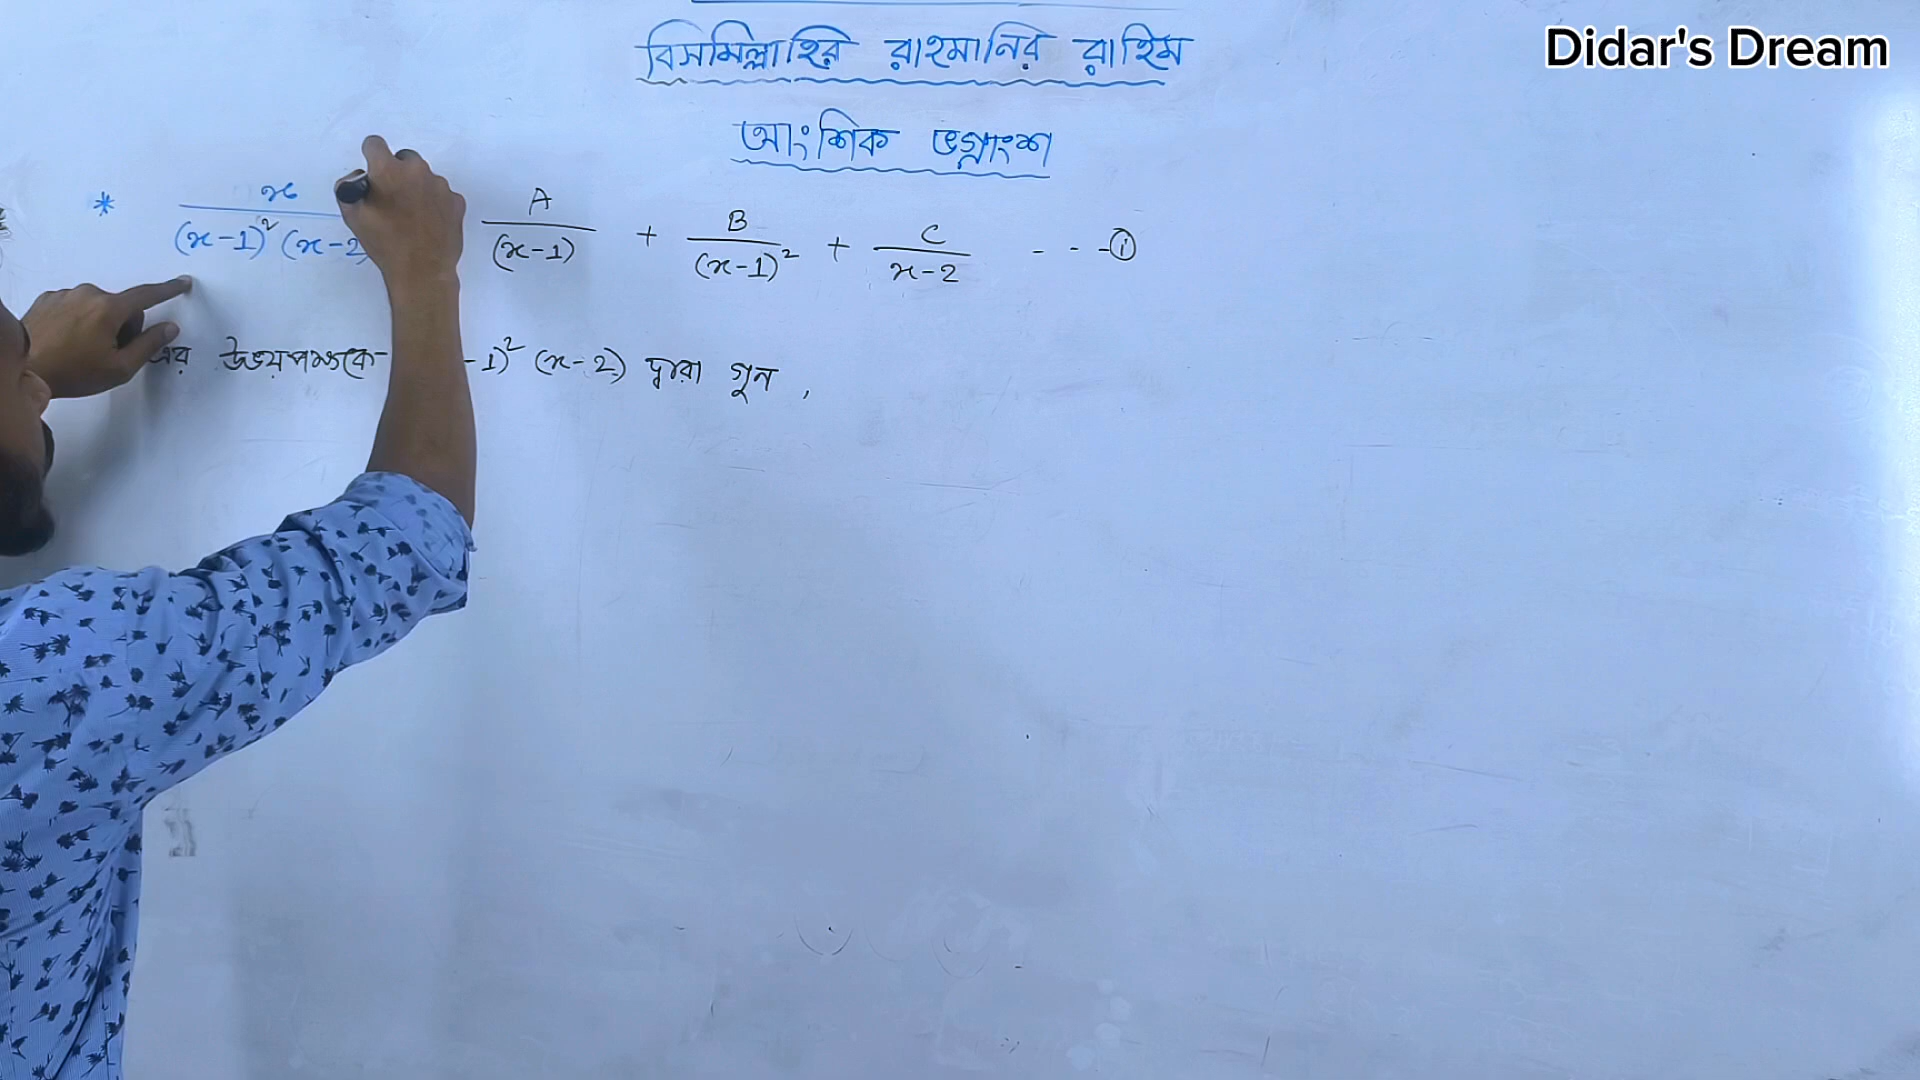 Didar's Dream
বিসমিল্লাহির রাহমানির রাহিম
আংশিক ভগ্নাংশ
* x/((x-1)² (x-2 A/(x-1) + B/(x-1)² + C/(x-2) - - - ①
এর উভয়পক্ষকে -1)² (x-2) দ্বারা গুন,